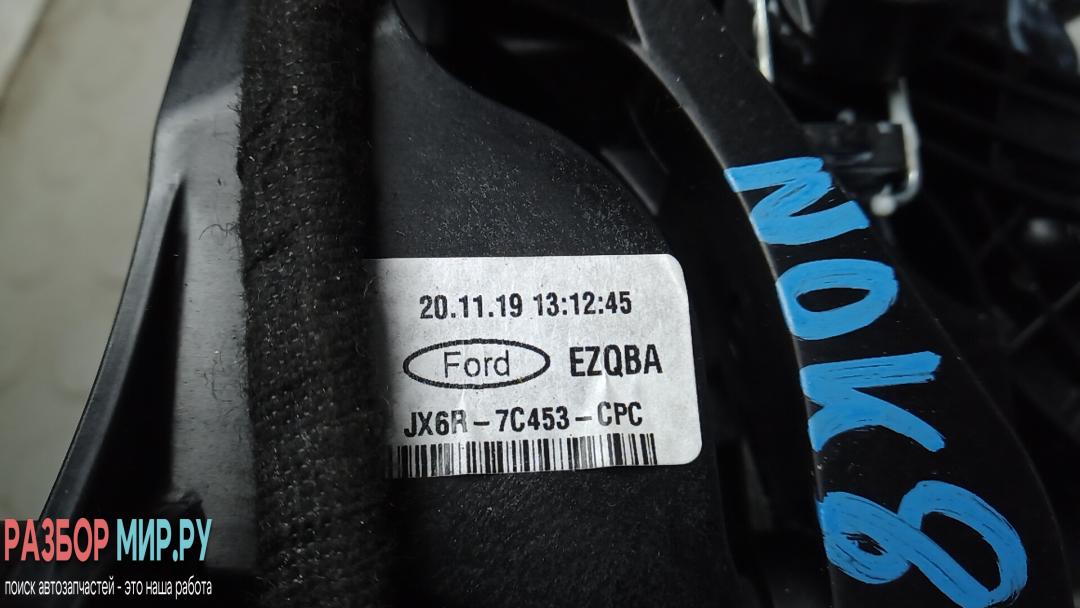 20.11.19 13:12:45
Ford EZQBA
JX6R-7C453-CPC
NOK8
РАЗБОР МИР.РУ
поиск автозапчастей - это наша работа